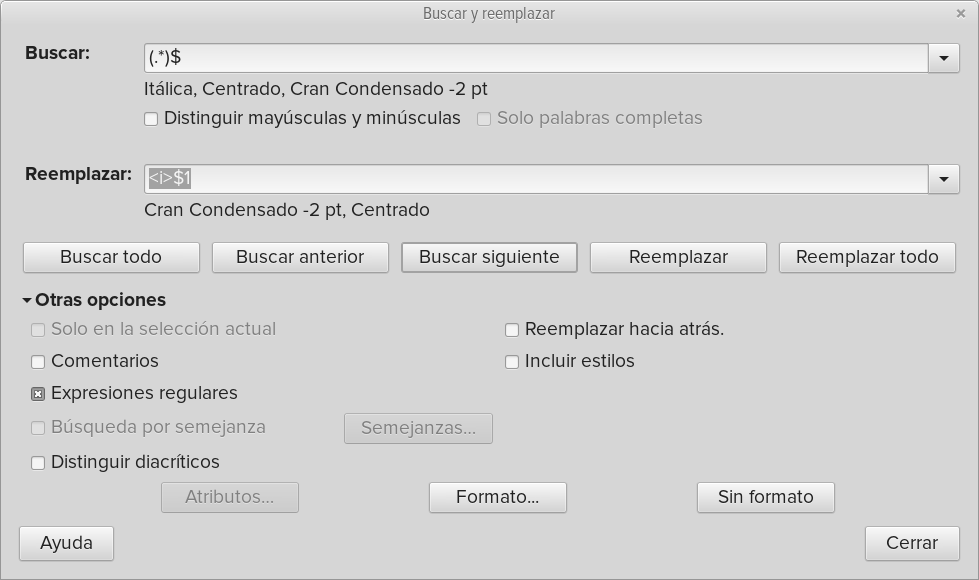 Buscar y reemplazar
Buscar:
(.*)$
Itálica, Centrado, Cran Condensado -2 pt
Distinguir mayúsculas y minúsculas
Solo palabras completas
Reemplazar:
<i>$1
Cran Condensado -2 pt, Centrado
Buscar todo
Buscar anterior
Buscar siguiente
Reemplazar
Reemplazar todo
Otras opciones
Solo en la selección actual
Reemplazar hacia atrás.
Comentarios
Incluir estilos
Expresiones regulares
Búsqueda por semejanza
Semejanzas...
Distinguir diacríticos
Atributos...
Formato...
Sin formato
Ayuda
Cerrar